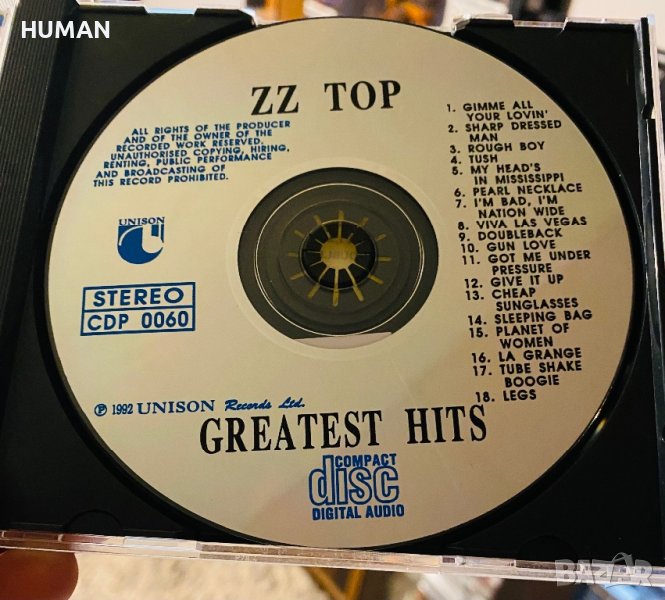 HUMAN
ZZ TOP
ALL RIGHTS OF THE PRODUCER
AND OF THE OWNER OF THE
RECORDED WORK RESERVED.
UNAUTHORISED COPYING, HIRING,
RENTING, PUBLIC PERFORMANCE
AND BROADCASTING OF
THIS RECORD PROHIBITED.
UNISON
STEREO
CDP 0060
1. GIMME ALL
YOUR LOVIN'
2. SHARP DRESSED
MAN
3. ROUGH BOY
4. TUSH
5. MY HEAD'S
IN MISSISSIPPI
6. PEARL NECKLACE
7. I'M BAD, I'M
NATION WIDE
8. VIVA LAS VEGAS
9. DOUBLEBACK
10. GUN LOVE
11. GOT ME UNDER
PRESSURE
12. GIVE IT UP
13. CHEAP
SUNGLASSES
14. SLEEPING BAG
15. PLANET OF
WOMEN
16. LA GRANGE
17. TUBE SHAKE
BOOGIE
18. LEGS
℗ 1992 UNISON Records Ltd.
GREATEST HITS
COMPACT
disc
DIGITAL AUDIO
BAZAR